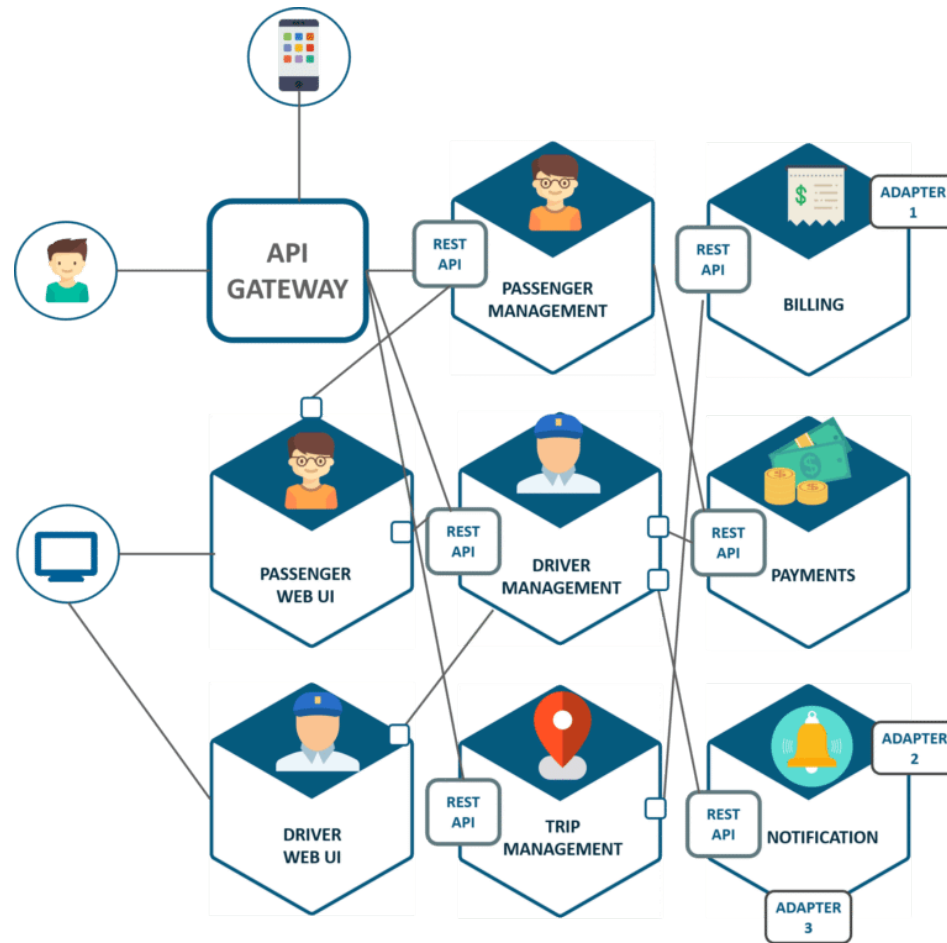 API
GATEWAY
REST
API
PASSENGER
MANAGEMENT
REST
API
BILLING
ADAPTER
1
PASSENGER
WEB UI
REST
API
DRIVER
MANAGEMENT
REST
API
PAYMENTS
DRIVER
WEB UI
REST
API
TRIP
MANAGEMENT
REST
API
NOTIFICATION
ADAPTER
2
ADAPTER
3